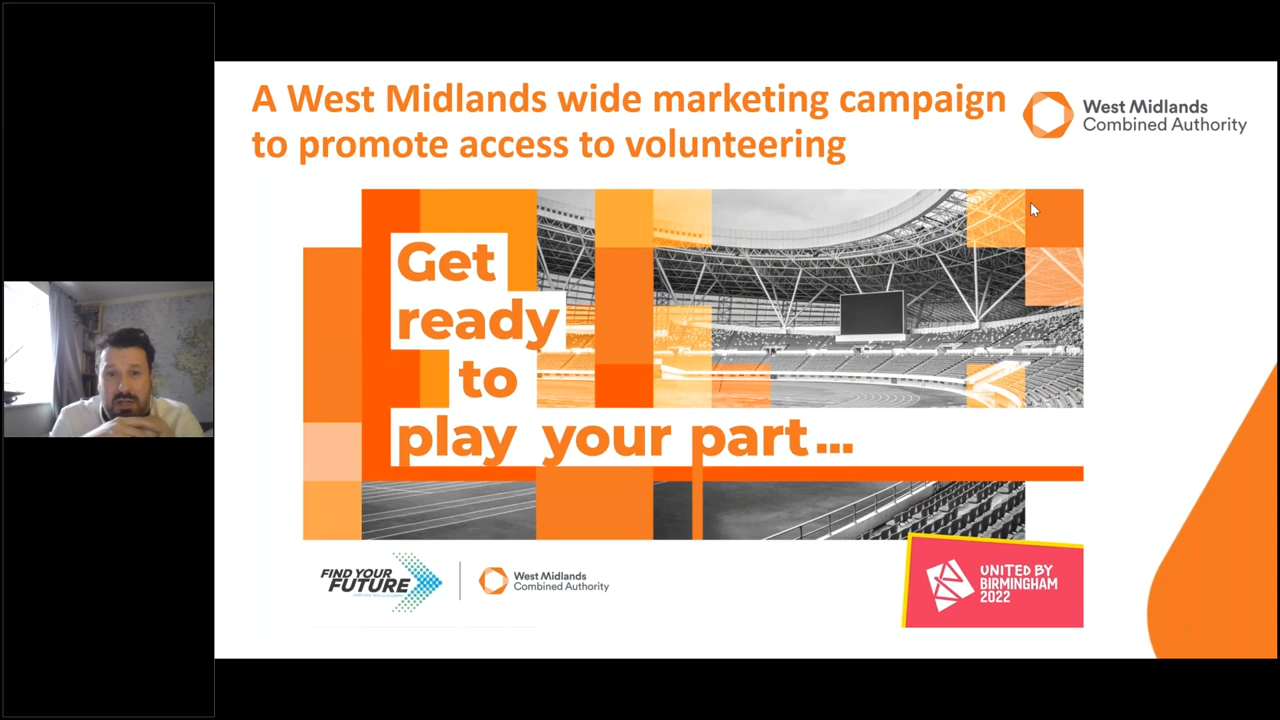 A West Midlands wide marketing campaign
to promote access to volunteering
West Midlands
Combined Authority
Get
ready
to
play your part...
FIND YOUR
FUTURE
West Midlands
Combined Authority
UNITED BY
BIRMINGHAM
2022